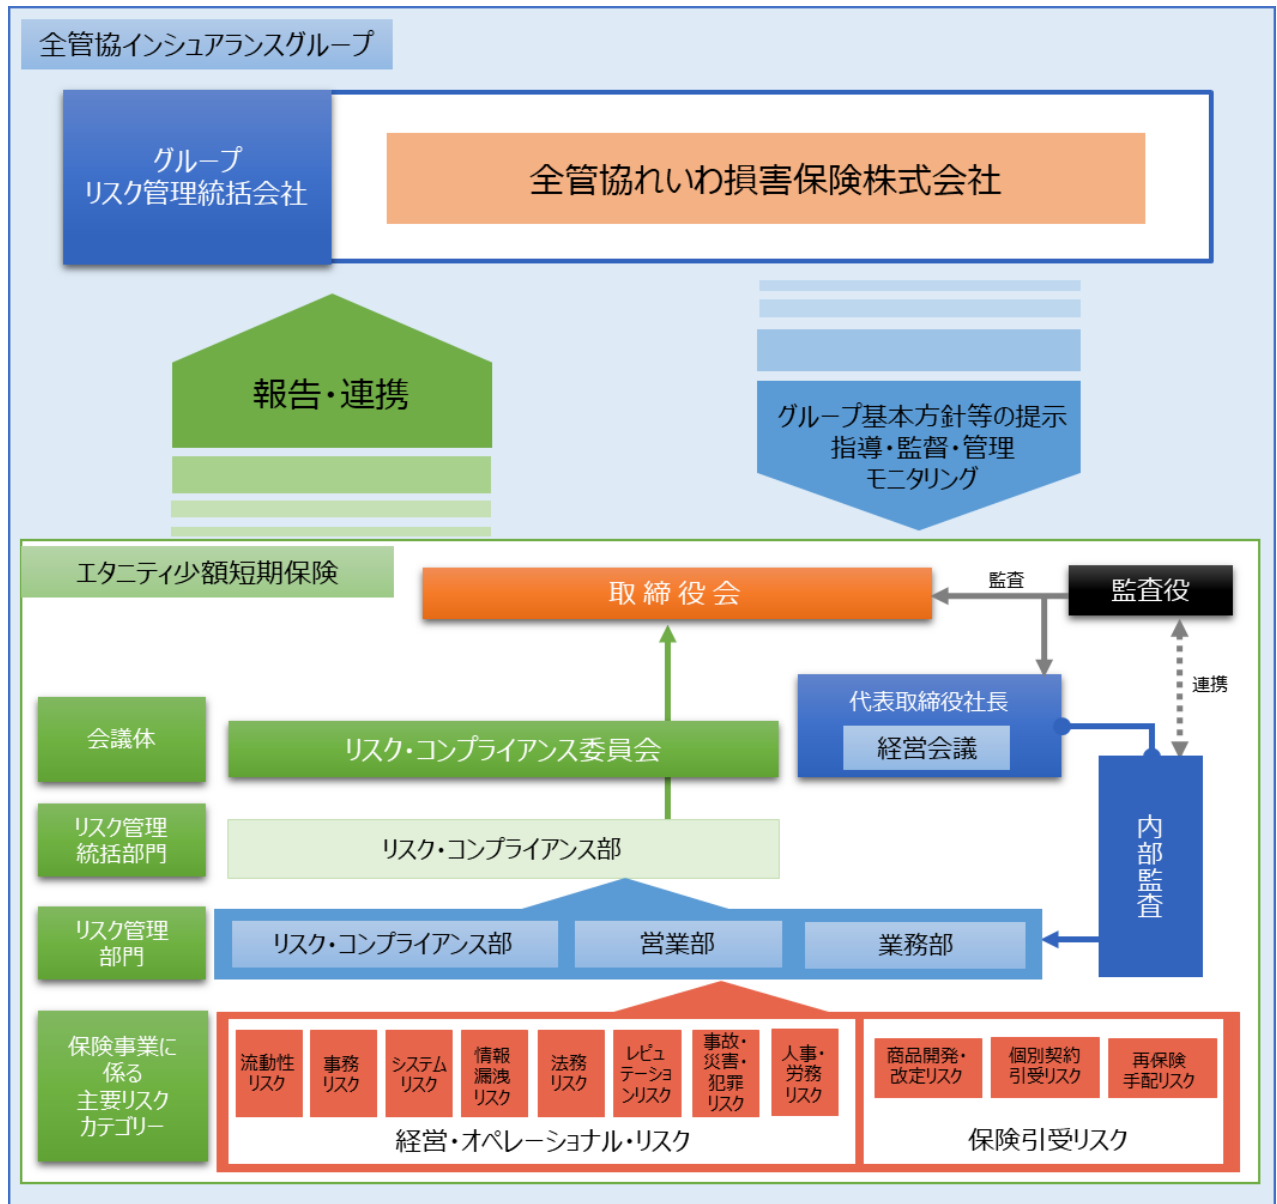 全管協インシュアランスグループ
グループ
リスク管理統括会社
全管協れいわ損害保険株式会社
報告・連携
グループ基本方針等の提示
指導・監督・管理
モニタリング
エタニティ少額短期保険
取締役会
監査
監査役
連携
代表取締役社長
経営会議
会議体
リスク・コンプライアンス委員会
リスク管理
統括部門
リスク・コンプライアンス部
内部監査
リスク管理
部門
リスク・コンプライアンス部
営業部
業務部
保険事業に
係る
主要リスク
カテゴリー
流動性
リスク
事務
リスク
システム
リスク
情報
漏洩
リスク
法務
リスク
レピュ
テーショ
ンリスク
事故・
災害・
犯罪
リスク
人事・
労務
リスク
経営・オペレーショナル・リスク
商品開発・
改定リスク
個別契約
引受リスク
再保険
手配リスク
保険引受リスク